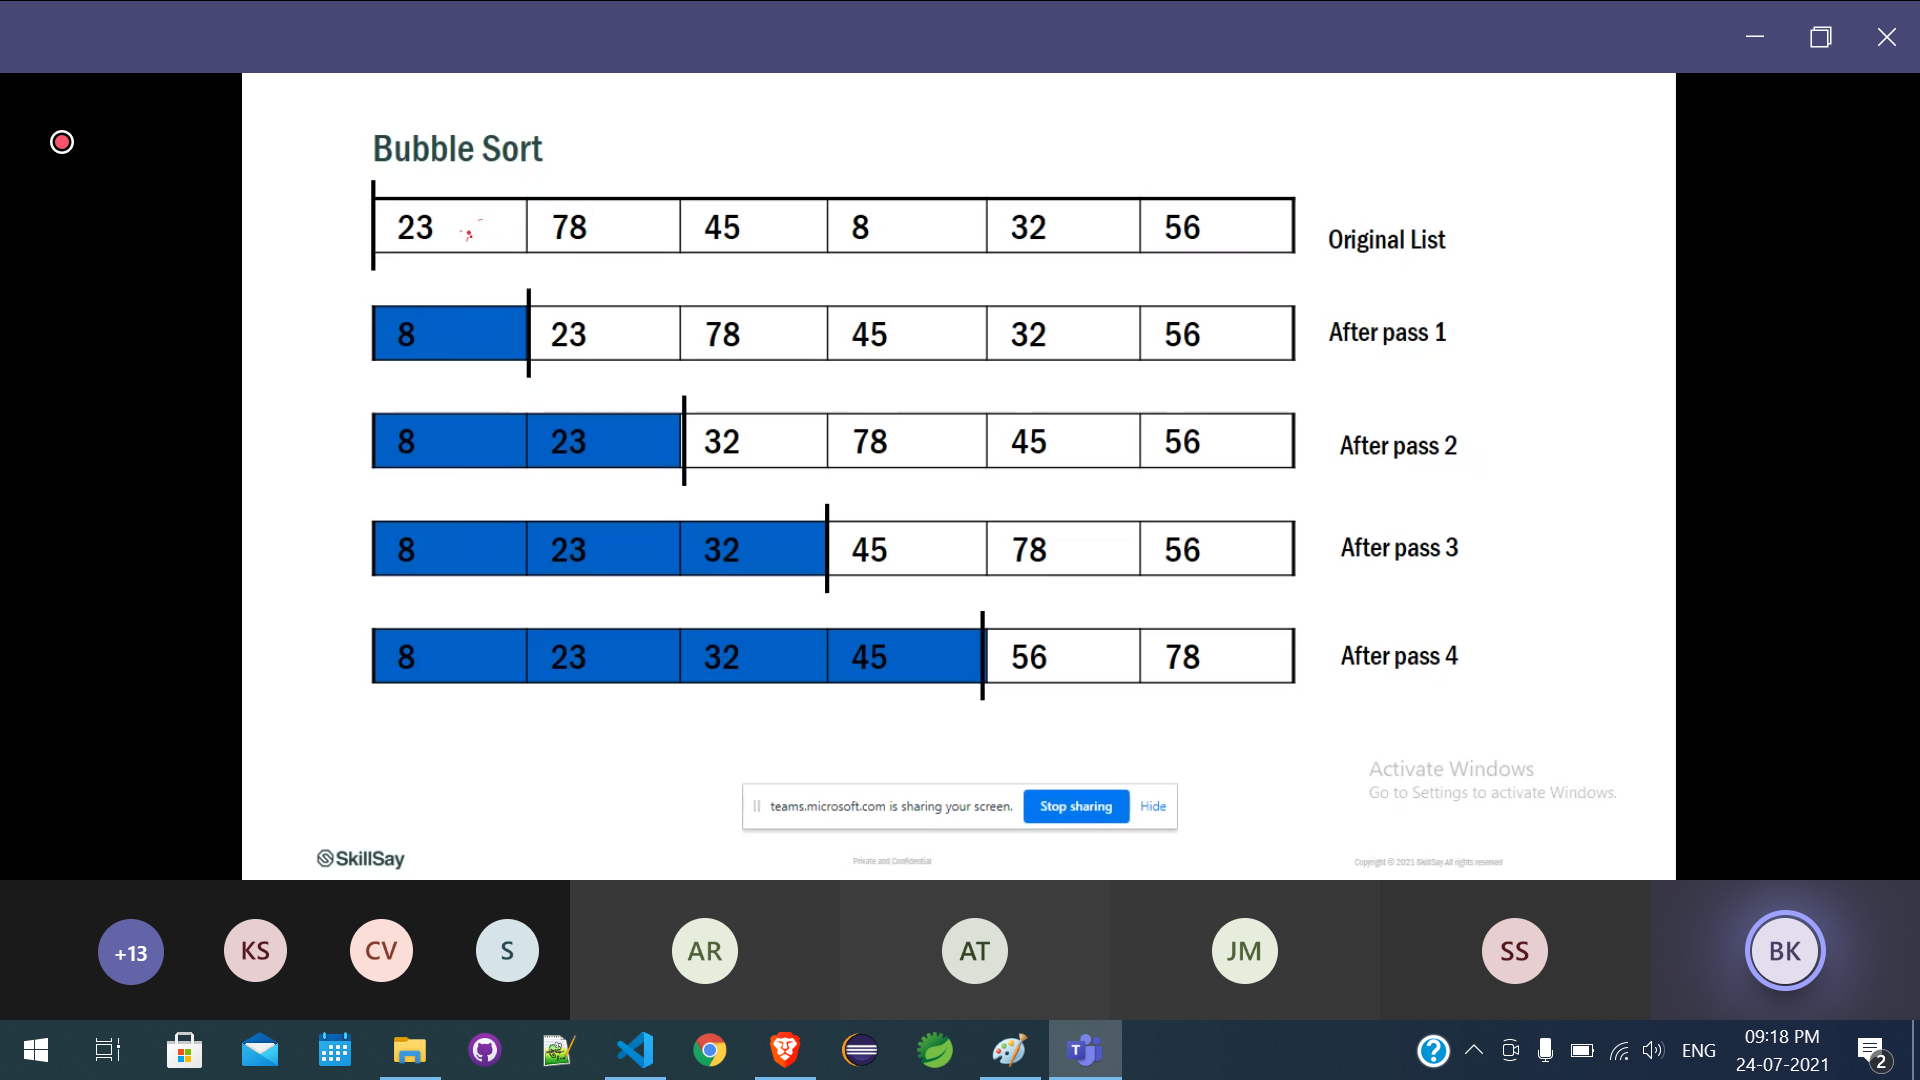 Bubble Sort
23 78 45 8 32 56 Original List
8 23 78 45 32 56 After pass 1
8 23 32 78 45 56 After pass 2
8 23 32 45 78 56 After pass 3
8 23 32 45 56 78 After pass 4
Activate Windows
Go to Settings to activate Windows.
teams.microsoft.com is sharing your screen. Stop sharing Hide
SkillSay Private and Confidential Copyright © 2021 SkillSay All rights reserved
+13 KS CV S AR AT JM SS BK
ENG 09:18 PM
24-07-2021 2